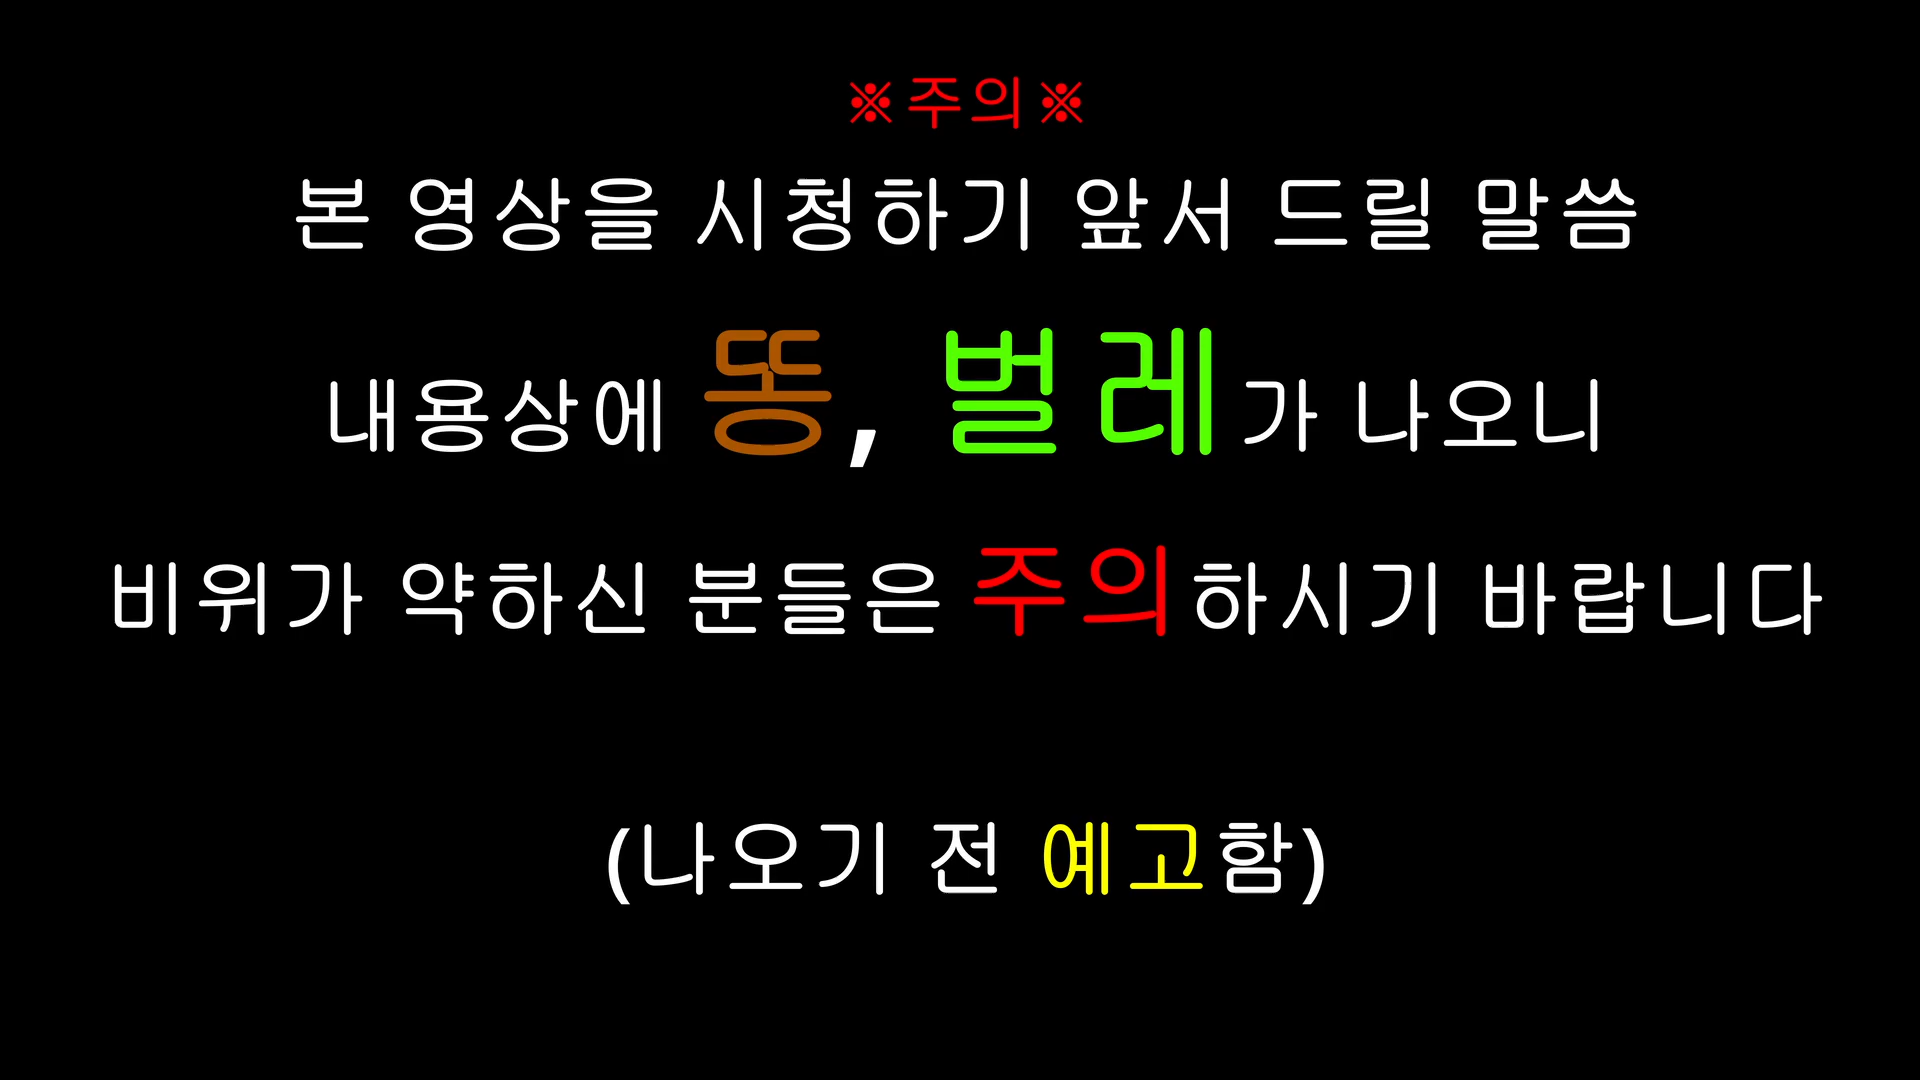 ※주의※
본 영상을 시청하기 앞서 드릴 말씀
내용상에 똥, 벌레가 나오니
비위가 약하신 분들은 주의하시기 바랍니다
(나오기 전 예고함)